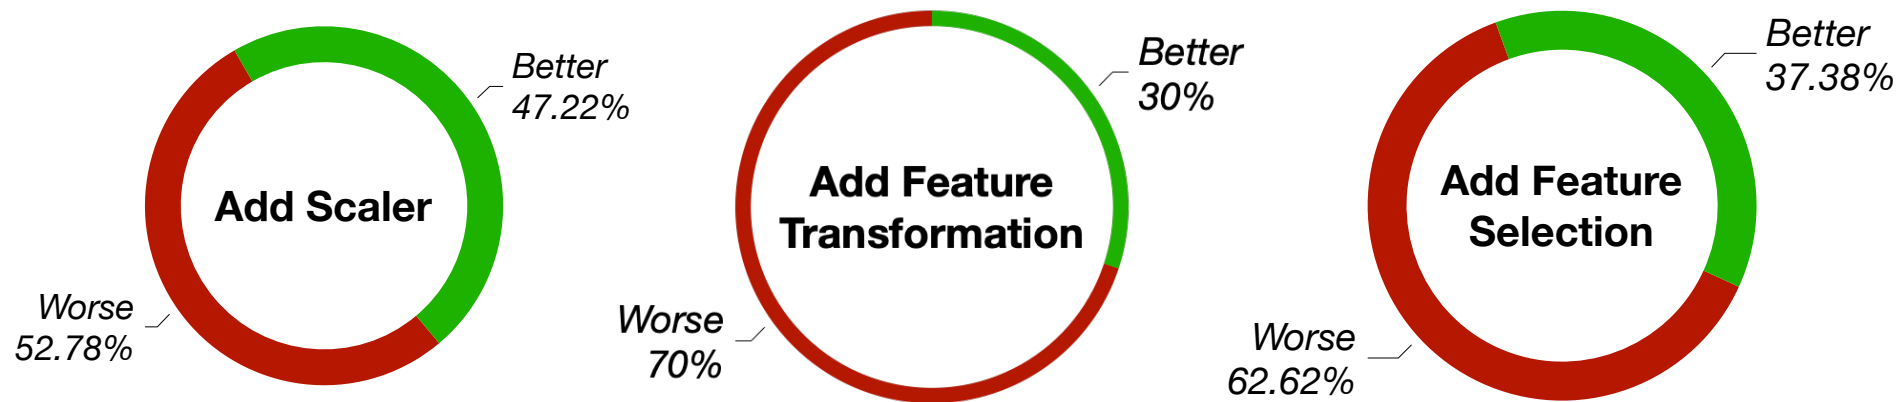 Better
47.22%
Add Scaler
Worse
52.78%
Better
30%
Add Feature
Transformation
Worse
70%
Better
37.38%
Add Feature
Selection
Worse
62.62%